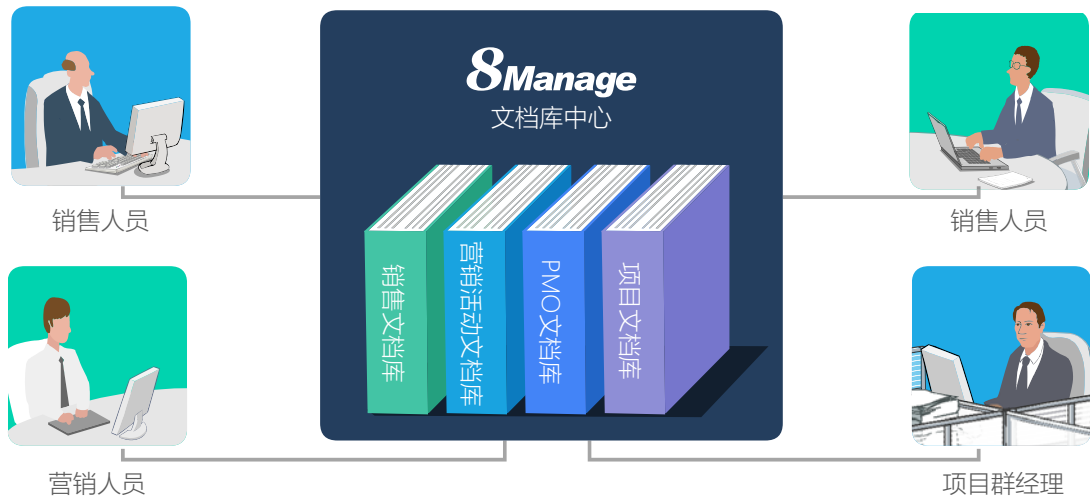 8Manage
文档库中心
销售文档库
营销活动文档库
PMO文档库
项目文档库
销售人员
销售人员
营销人员
项目群经理